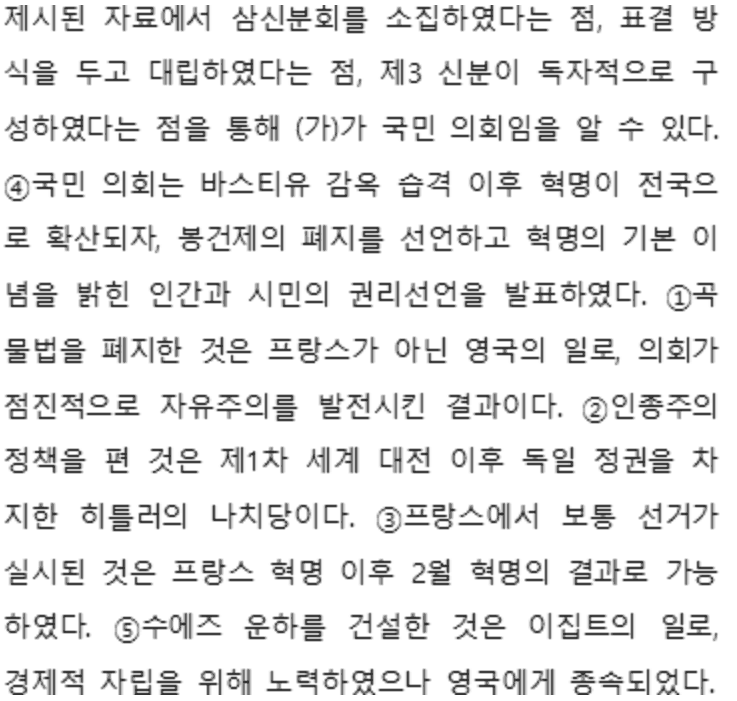 제시된 자료에서 삼신분회를 소집하였다는 점, 표결 방
식을 두고 대립하였다는 점, 제3 신분이 독자적으로 구
성하였다는 점을 통해 (가)가 국민 의회임을 알 수 있다.
④국민 의회는 바스티유 감옥 습격 이후 혁명이 전국으
로 확산되자, 봉건제의 폐지를 선언하고 혁명의 기본 이
념을 밝힌 인간과 시민의 권리선언을 발표하였다. ①곡
물법을 폐지한 것은 프랑스가 아닌 영국의 일로, 의회가
점진적으로 자유주의를 발전시킨 결과이다. ②인종주의
정책을 편 것은 제1차 세계 대전 이후 독일 정권을 차
지한 히틀러의 나치당이다. ③프랑스에서 보통 선거가
실시된 것은 프랑스 혁명 이후 2월 혁명의 결과로 가능
하였다. ⑤수에즈 운하를 건설한 것은 이집트의 일로,
경제적 자립을 위해 노력하였으나 영국에게 종속되었다.